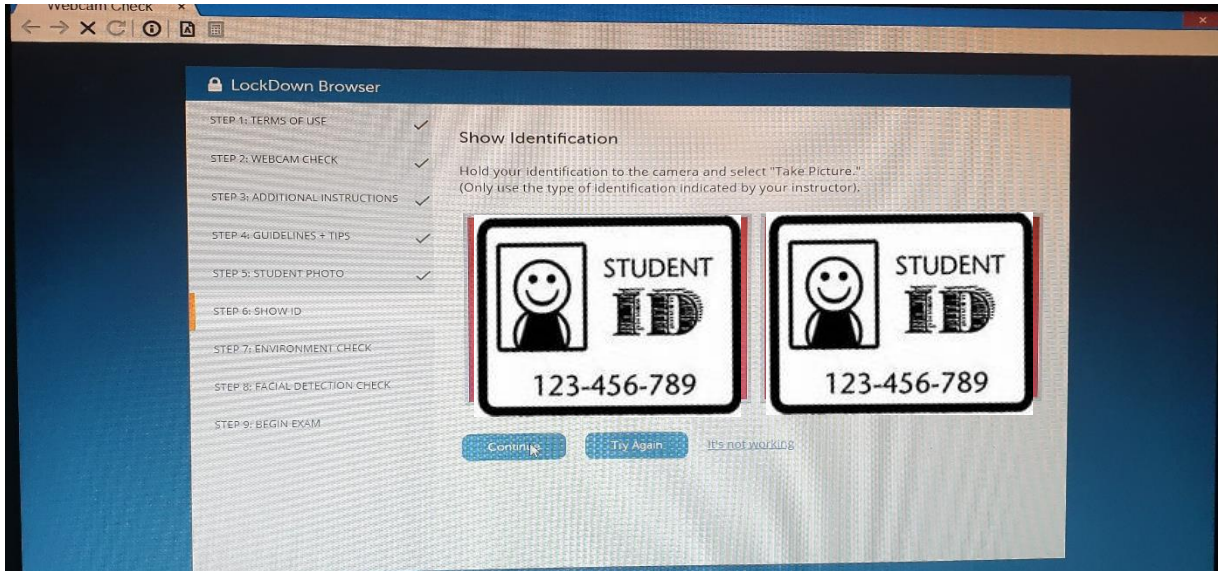 Webcam Check ×
LockDown Browser
STEP 1: TERMS OF USE
STEP 2: WEBCAM CHECK
STEP 3: ADDITIONAL INSTRUCTIONS
STEP 4: GUIDELINES + TIPS
STEP 5: STUDENT PHOTO
STEP 6: SHOW ID
STEP 7: ENVIRONMENT CHECK
STEP 8: FACIAL DETECTION CHECK
STEP 9: BEGIN EXAM
Show Identification
Hold your identification to the camera and select "Take Picture."
(Only use the type of identification indicated by your instructor).
STUDENT
ID
123-456-789
STUDENT
ID
123-456-789
Continue
Try Again
It's not working